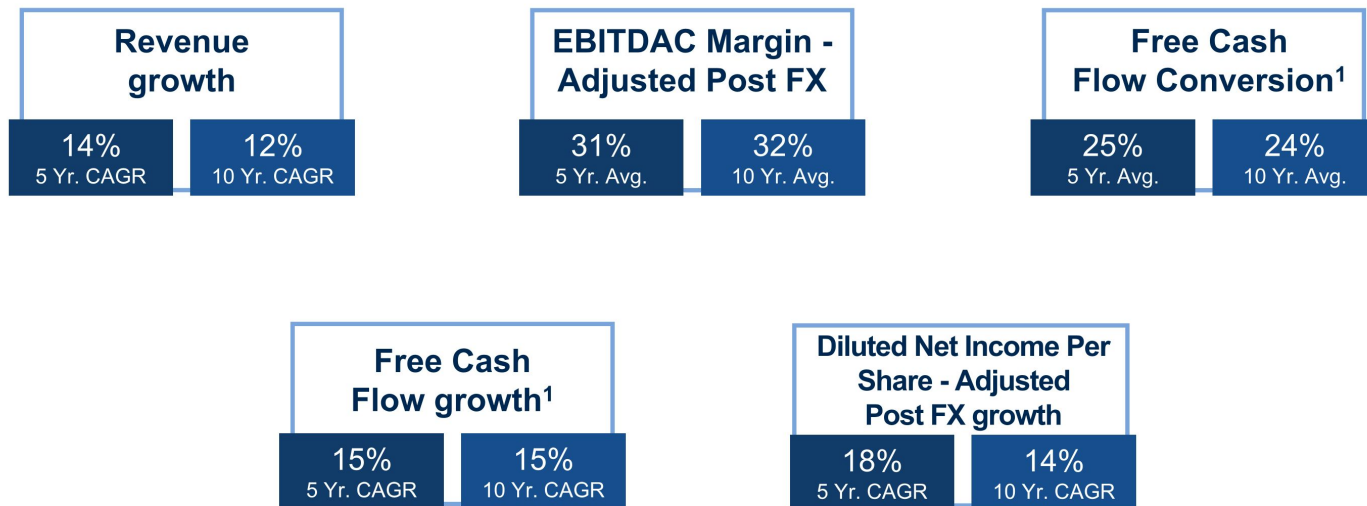 Revenue
growth
14%
5 Yr. CAGR
12%
10 Yr. CAGR
EBITDAC Margin -
Adjusted Post FX
31%
5 Yr. Avg.
32%
10 Yr. Avg.
Free Cash
Flow Conversion¹
25%
5 Yr. Avg.
24%
10 Yr. Avg.
Free Cash
Flow growth¹
15%
5 Yr. CAGR
15%
10 Yr. CAGR
Diluted Net Income Per
Share - Adjusted
Post FX growth
18%
5 Yr. CAGR
14%
10 Yr. CAGR